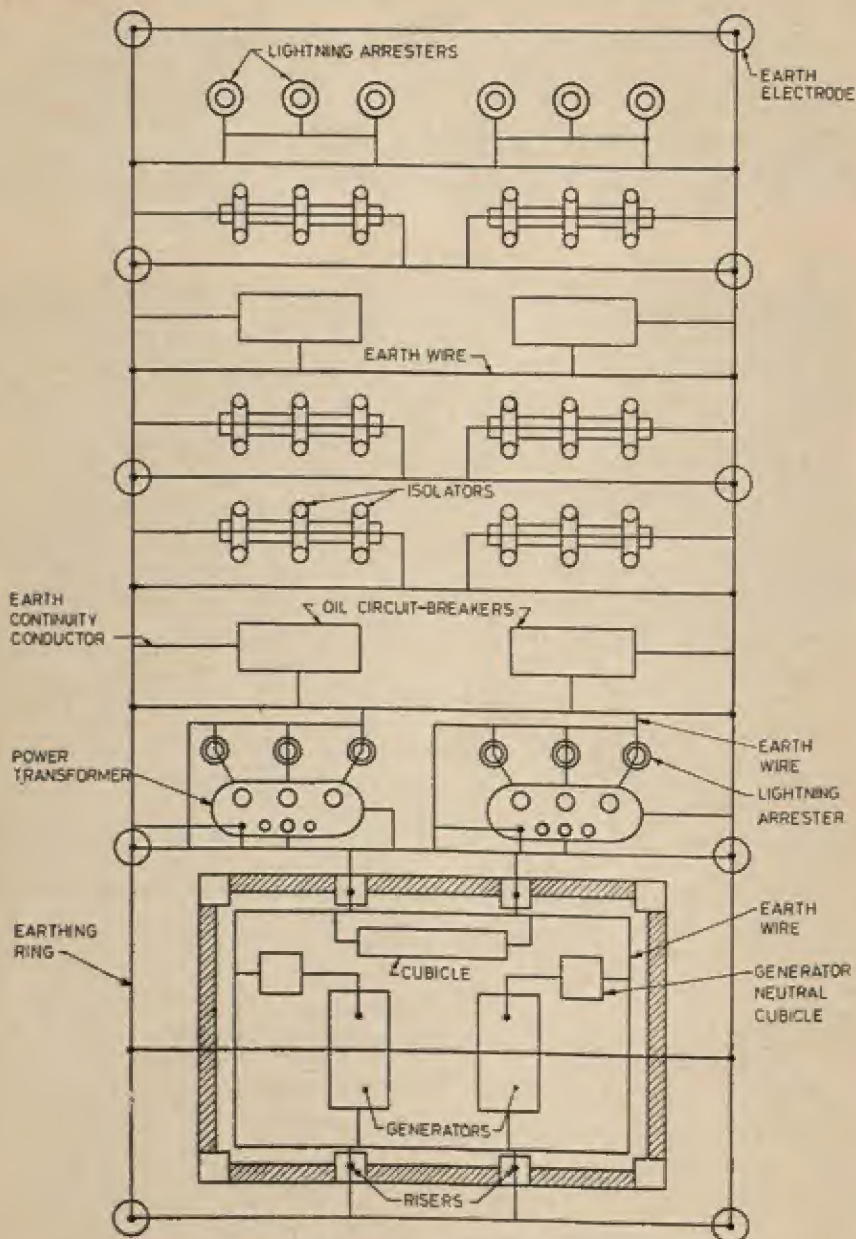 LIGHTNING ARRESTERS
EARTH
ELECTRODE
EARTH WIRE
ISOLATORS
EARTH
CONTINUITY
CONDUCTOR
OIL CIRCUIT-BREAKERS
POWER
TRANSFORMER
EARTH
WIRE
LIGHTNING
ARRESTER
EARTHING
RING
EARTH
WIRE
CUBICLE
GENERATOR
NEUTRAL
CUBICLE
GENERATORS
RISERS